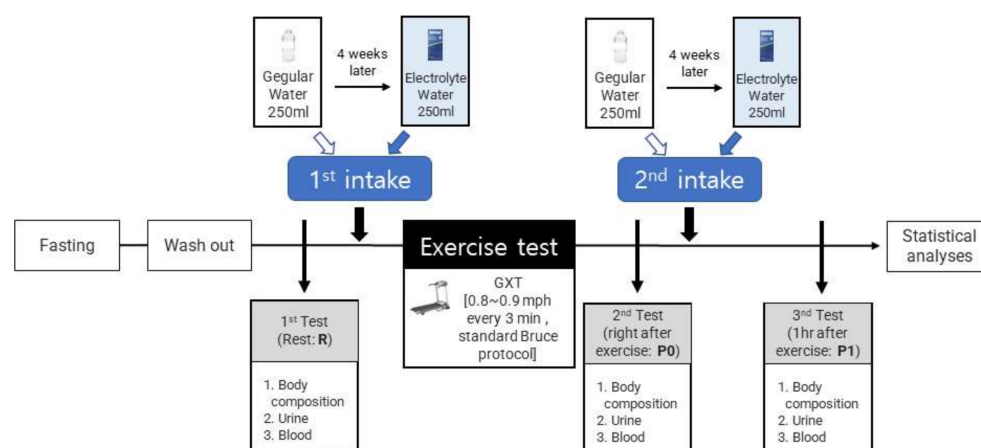 Gegular
Water
250ml
4 weeks
later
Electrolyte
Water
250ml
Gegular
Water
250ml
4 weeks
later
Electrolyte
Water
250ml
1st intake
2nd intake
Fasting
Wash out
Exercise test
GXT
[0.8~0.9 mph
every 3 min ,
standard Bruce
protocol]
Statistical
analyses
1st Test
(Rest: R)
1. Body
composition
2. Urine
3. Blood
2nd Test
(right after
exercise: P0)
1. Body
composition
2. Urine
3. Blood
3rd Test
(1hr after
exercise: P1)
1. Body
composition
2. Urine
3. Blood